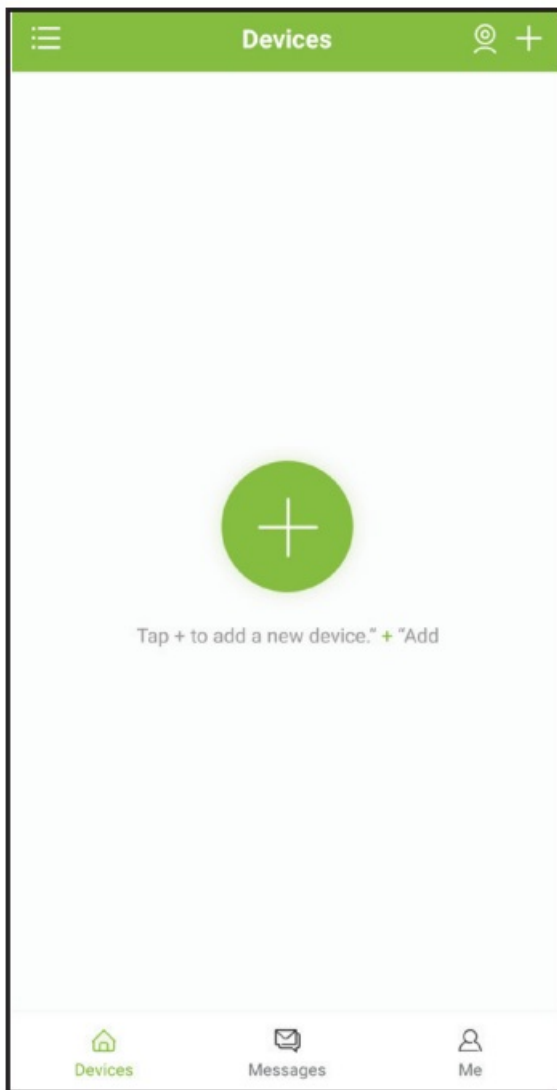 Devices
Tap + to add a new device." + "Add
Devices
Messages
Me